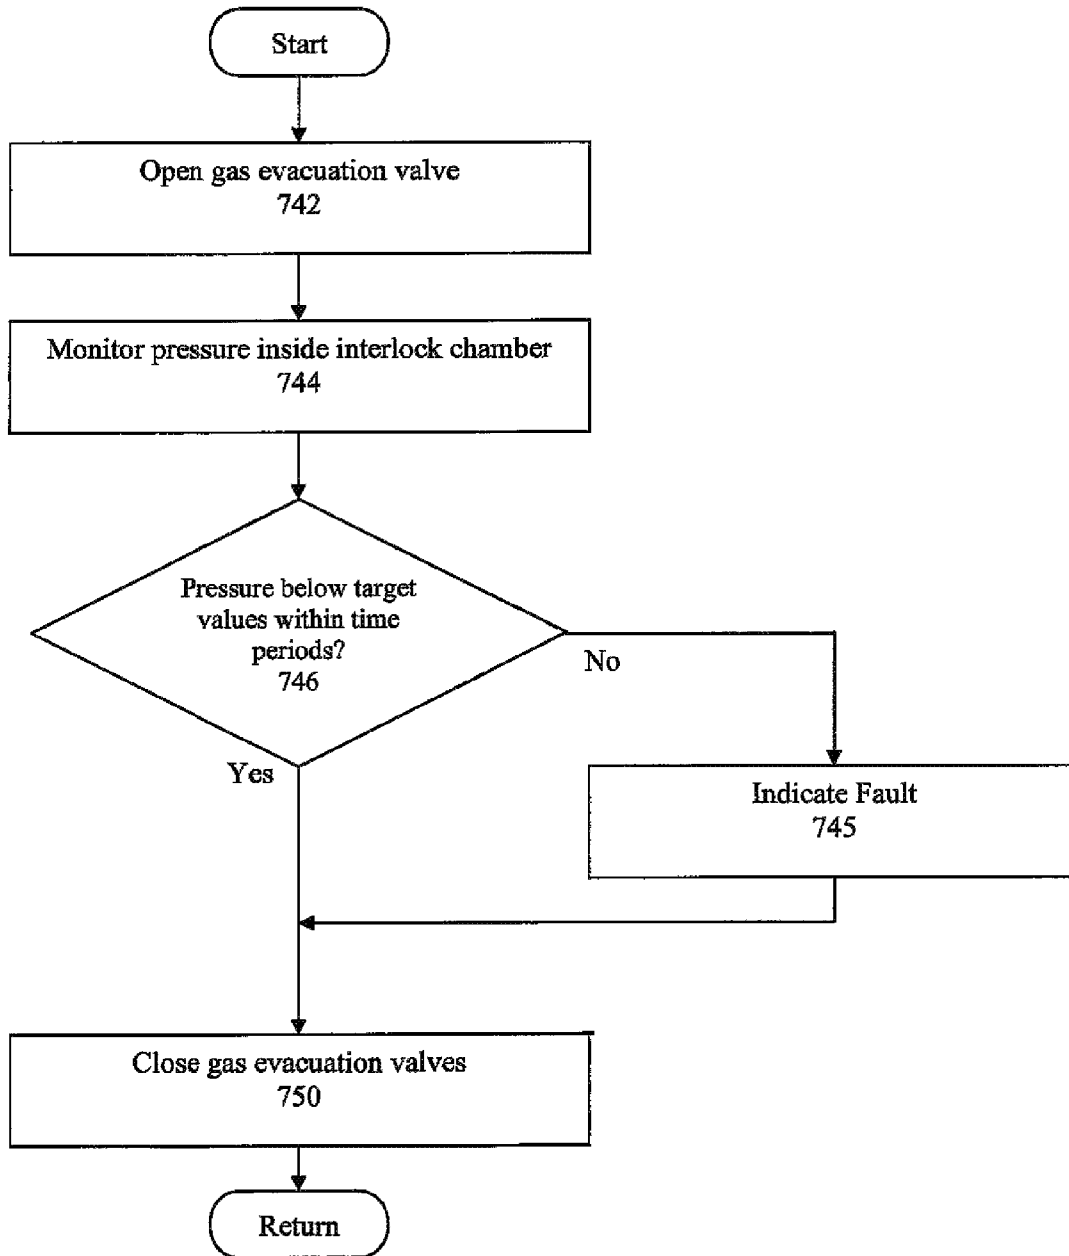 Start
Open gas evacuation valve
742
Monitor pressure inside interlock chamber
744
Pressure below target
values within time
periods?
746
No
Yes
Indicate Fault
745
Close gas evacuation valves
750
Return